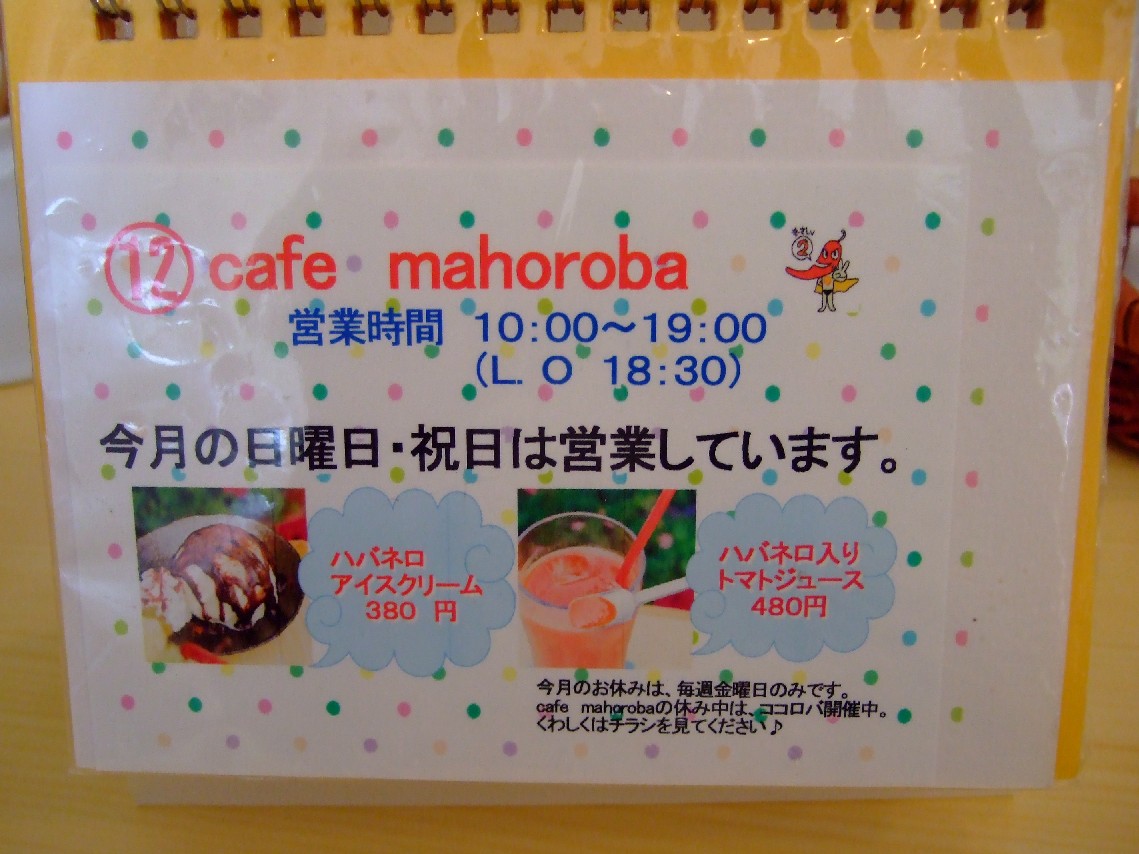 ⑫ cafe mahoroba
営業時間 10:00～19:00
(L. O 18:30)
今月の日曜日・祝日は営業しています。
ハバネロ
アイスクリーム
380 円
ハバネロ入り
トマトジュース
480円
今月のお休みは、毎週金曜日のみです。
cafe mahorobaの休み中は、ココロバ開催中。
くわしくはチラシを見てください♪